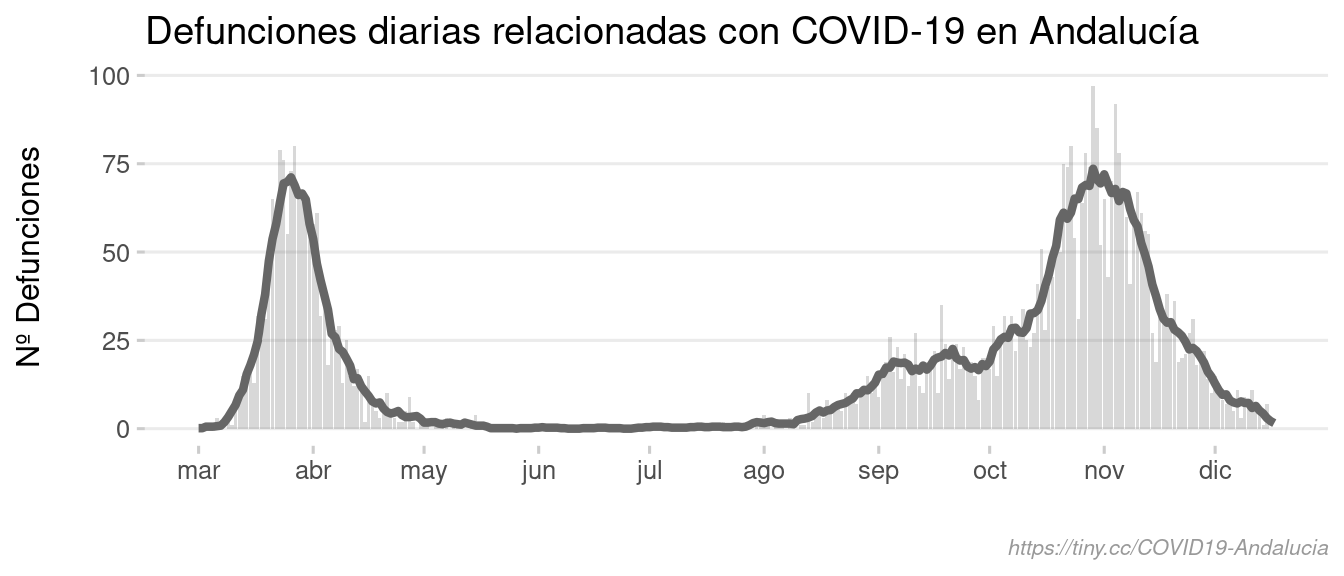 Defunciones diarias relacionadas con COVID-19 en Andalucía
Nº Defunciones
100
75
50
25
0
mar abr may jun jul ago sep oct nov dic
https://tiny.cc/COVID19-Andalucia